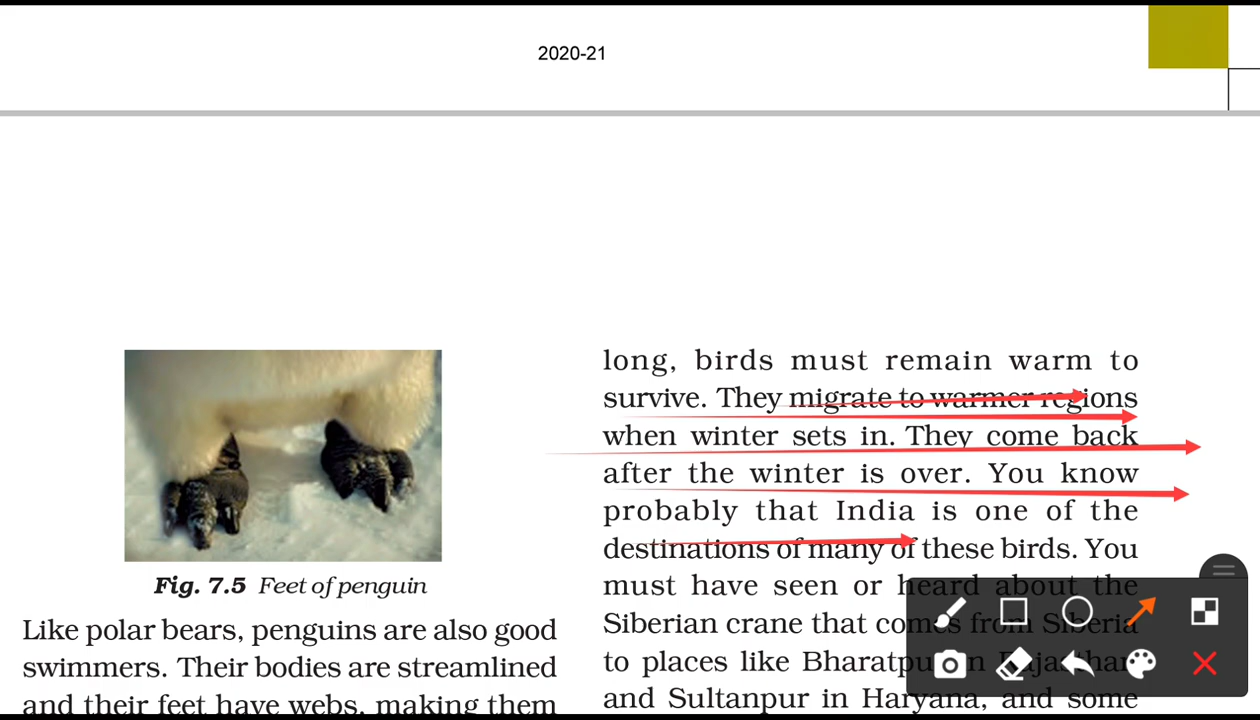 2020-21
Fig. 7.5 Feet of penguin
Like polar bears, penguins are also good
swimmers. Their bodies are streamlined
and their feet have webs, making them
long, birds must remain warm to
survive. They migrate to warmer regions
when winter sets in. They come back
after the winter is over. You know
probably that India is one of the
destinations of many of these birds. You
must have seen or heard about the
Siberian crane that comes from Siberia
to places like Bharatpur in Rajasthan
and Sultanpur in Haryana, and some